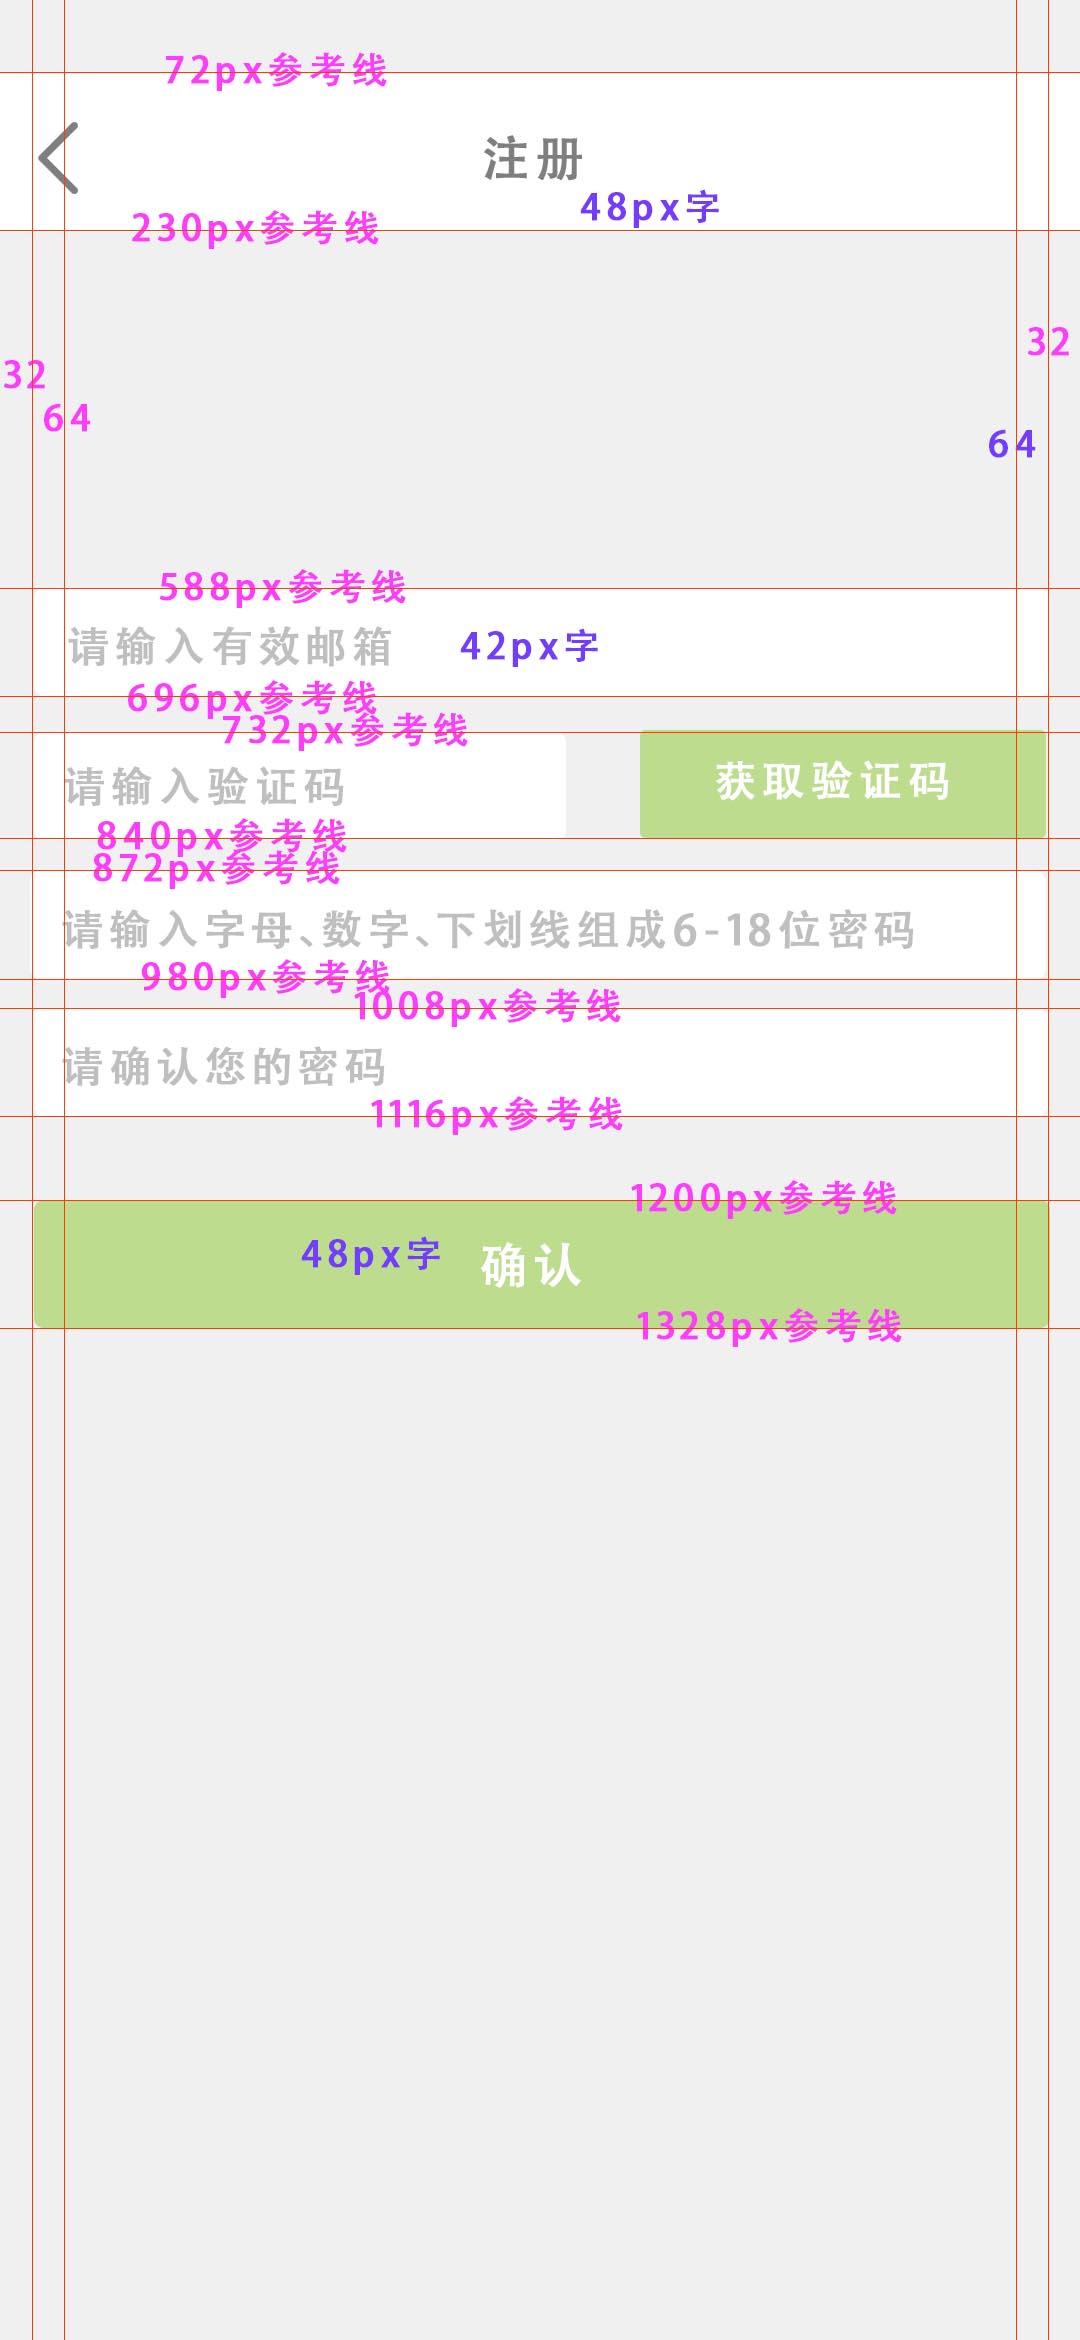 72px参考线
注册
48px字
230px参考线
32
32
64
64
588px参考线
请输入有效邮箱
42px字
696px参考线
732px参考线
请输入验证码
获取验证码
840px参考线
872px参考线
请输入字母、数字、下划线组成6-18位密码
980px参考线
1008px参考线
请确认您的密码
1116px参考线
1200px参考线
48px字
确认
1328px参考线